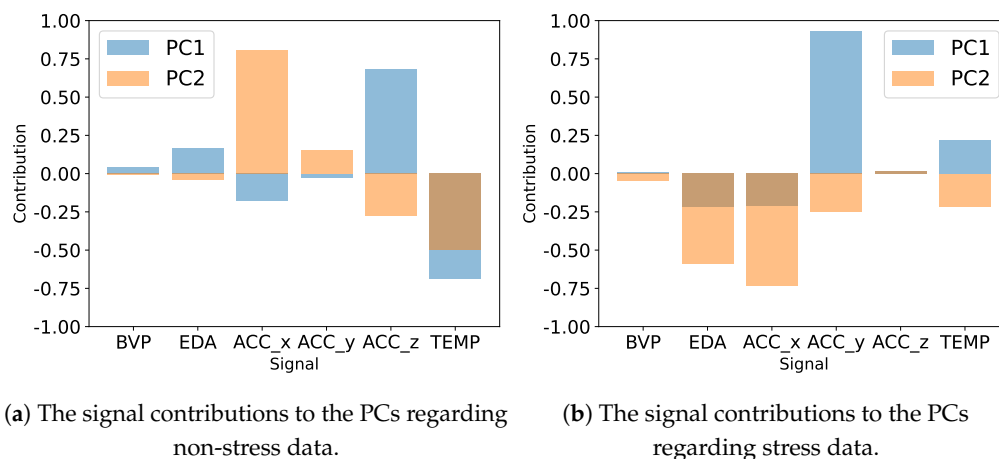 1.00
0.75
0.50
0.25
0.00
-0.25
-0.50
-0.75
-1.00
Contribution
PC1
PC2
BVP EDA ACC_x ACC_y ACC_z TEMP
Signal
(a) The signal contributions to the PCs regarding
non-stress data.
1.00
0.75
0.50
0.25
0.00
-0.25
-0.50
-0.75
-1.00
Contribution
PC1
PC2
BVP EDA ACC_x ACC_y ACC_z TEMP
Signal
(b) The signal contributions to the PCs
regarding stress data.